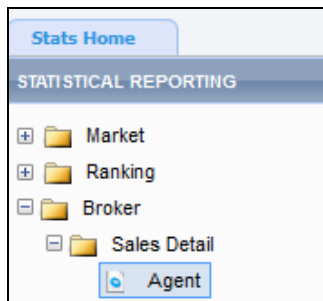 Stats Home
STATISTICAL REPORTING
Market
Ranking
Broker
Sales Detail
Agent